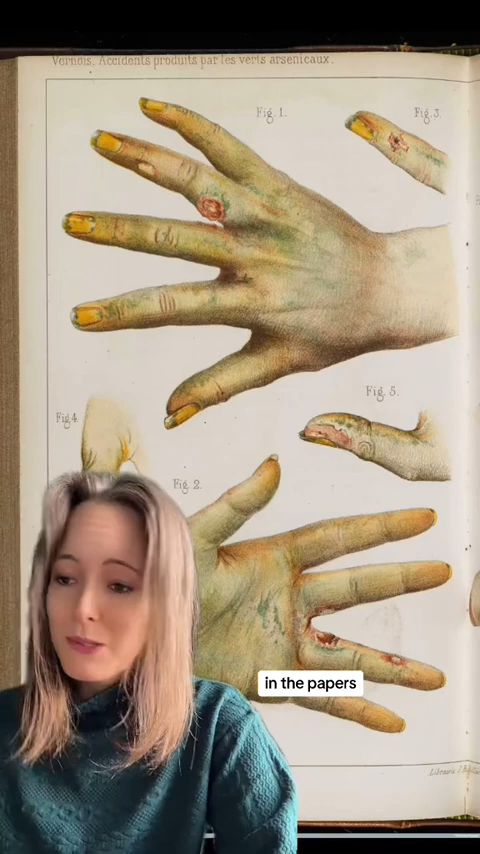 Vernois. Accidents produits par les verts arsenicaux.
Fig. 1.
Fig. 3.
Fig. 5.
Fig. 4.
Fig. 2.
in the papers